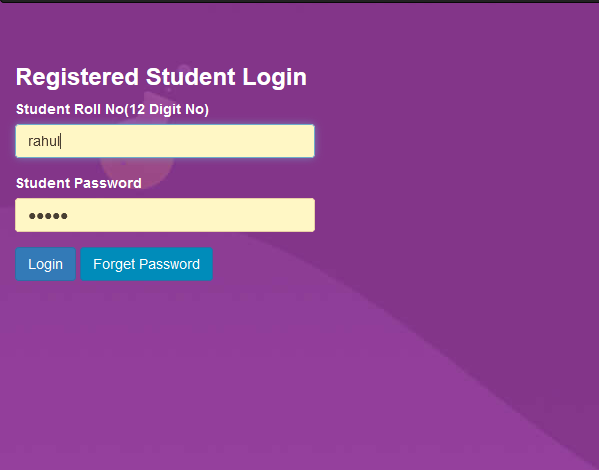 Registered Student Login
Student Roll No(12 Digit No)
rahul
Student Password
•••••
Login Forget Password